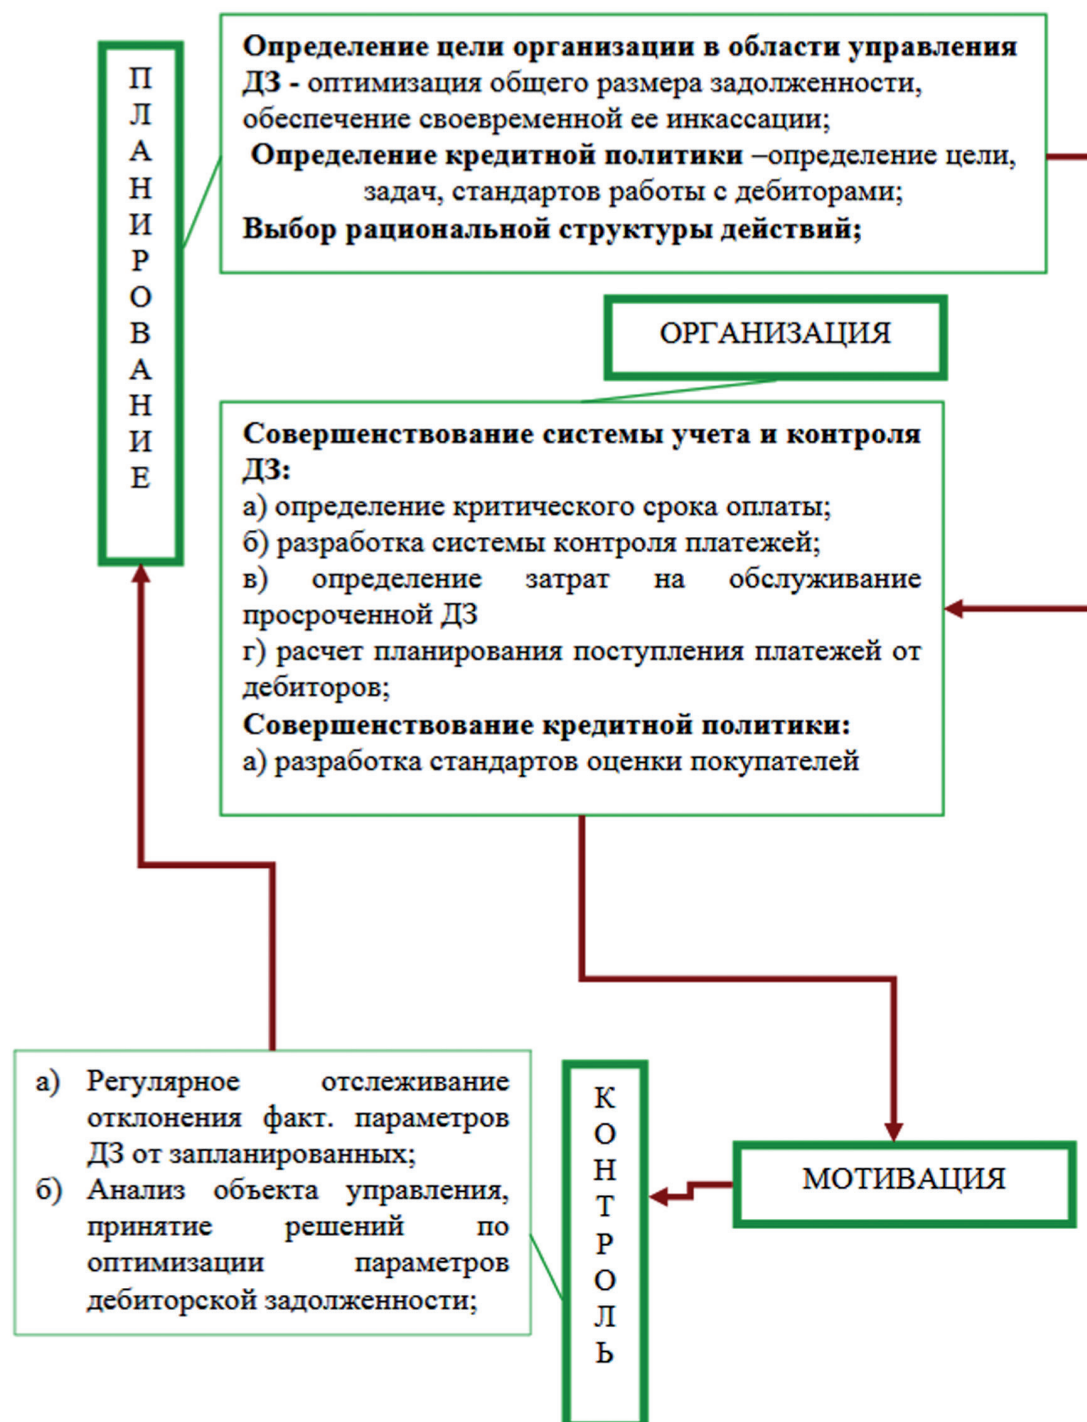 ПЛАНИРОВАНИЕ
Определение цели организации в области управления
ДЗ - оптимизация общего размера задолженности,
обеспечение своевременной ее инкассации;
Определение кредитной политики –определение цели,
задач, стандартов работы с дебиторами;
Выбор рациональной структуры действий;
ОРГАНИЗАЦИЯ
Совершенствование системы учета и контроля
ДЗ:
а) определение критического срока оплаты;
б) разработка системы контроля платежей;
в) определение затрат на обслуживание
просроченной ДЗ
г) расчет планирования поступления платежей от
дебиторов;
Совершенствование кредитной политики:
а) разработка стандартов оценки покупателей
а) Регулярное отслеживание
отклонения факт. параметров
ДЗ от запланированных;
б) Анализ объекта управления,
принятие решений по
оптимизации параметров
дебиторской задолженности;
КОНТРОЛЬ
МОТИВАЦИЯ